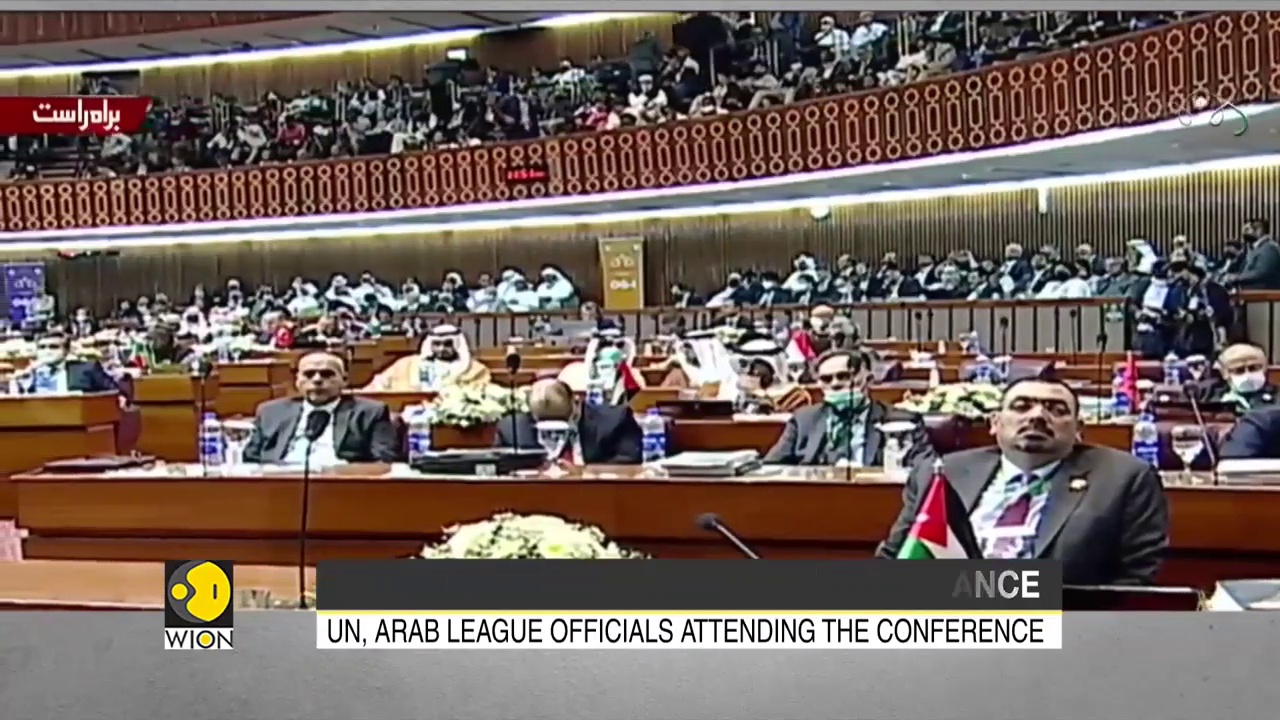 براہ راست
ANCE
WION
UN, ARAB LEAGUE OFFICIALS ATTENDING THE CONFERENCE